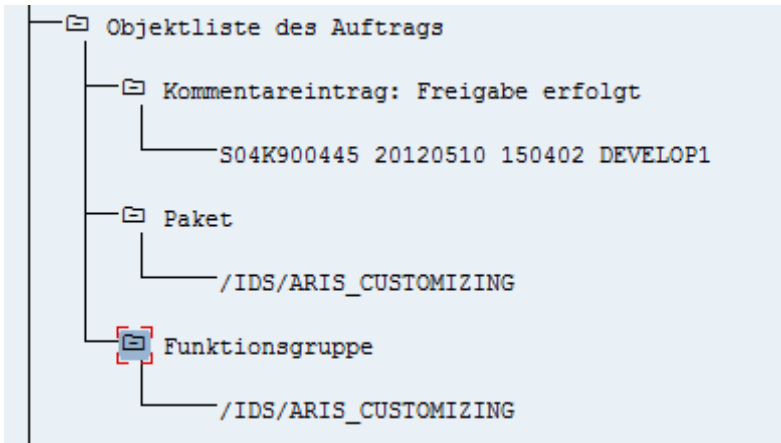 Objektliste des Auftrags
Kommentareintrag: Freigabe erfolgt
S04K900445 20120510 150402 DEVELOP1
Paket
/IDS/ARIS_CUSTOMIZING
Funktionsgruppe
/IDS/ARIS_CUSTOMIZING